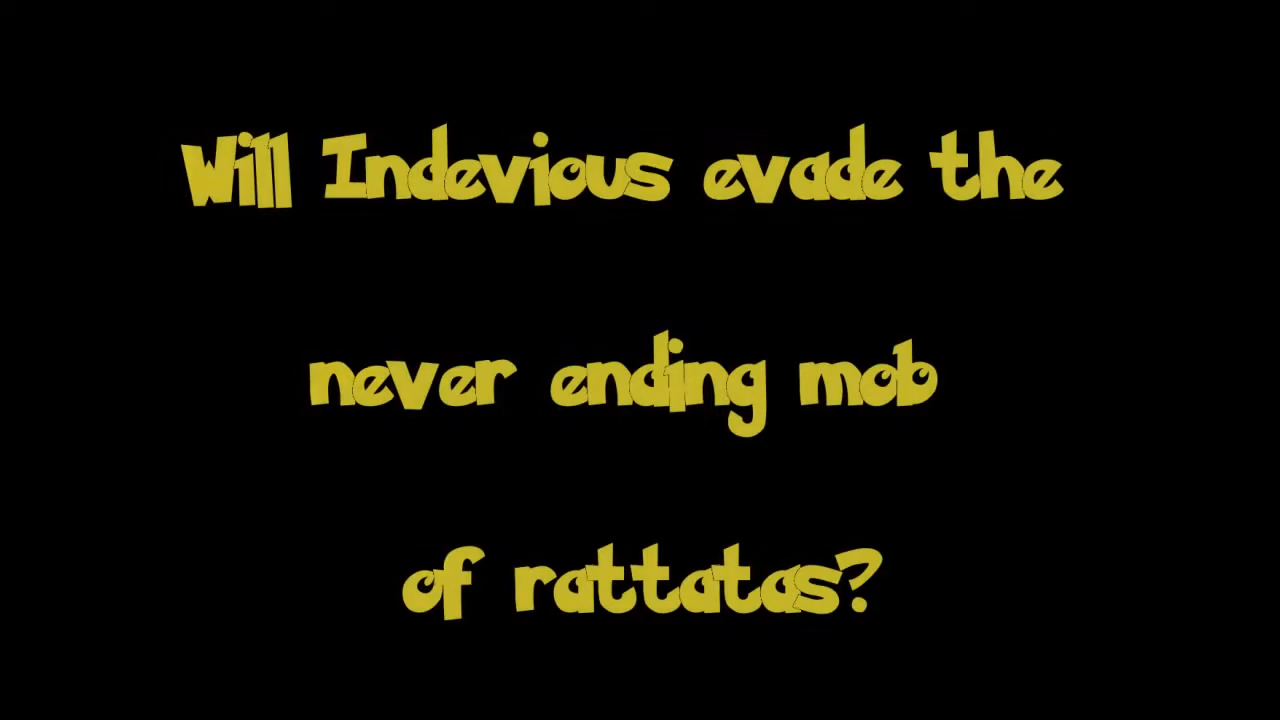 Will Indevious evade the
never ending mob
of rattatas?